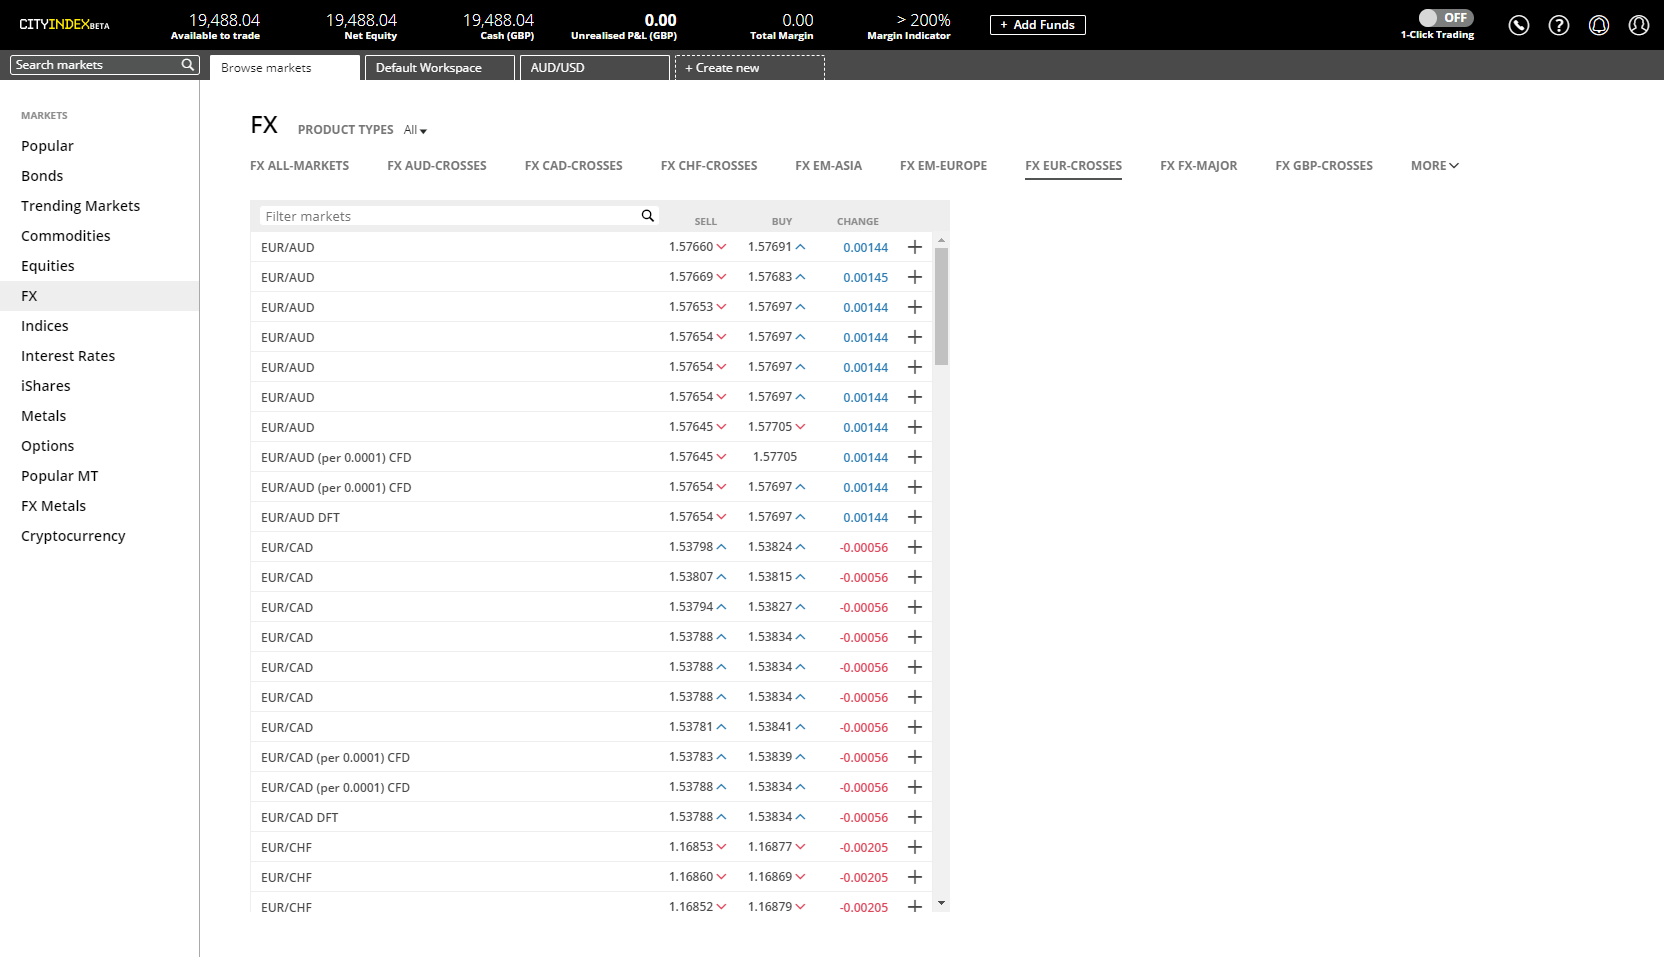 CITYINDEXBETA
19,488.04 19,488.04 19,488.04 0.00 0.00 > 200%
Available to trade Net Equity Cash (GBP) Unrealised P&L (GBP) Total Margin Margin Indicator
+ Add Funds
OFF
1-Click Trading
Search markets
Browse markets Default Workspace AUD/USD + Create new
MARKETS
Popular
Bonds
Trending Markets
Commodities
Equities
FX
Indices
Interest Rates
iShares
Metals
Options
Popular MT
FX Metals
Cryptocurrency
FX PRODUCT TYPES All
FX ALL-MARKETS FX AUD-CROSSES FX CAD-CROSSES FX CHF-CROSSES FX EM-ASIA FX EM-EUROPE FX EUR-CROSSES FX FX-MAJOR FX GBP-CROSSES MORE
Filter markets SELL BUY CHANGE
EUR/AUD 1.57660 1.57691 0.00144 +
EUR/AUD 1.57669 1.57683 0.00145 +
EUR/AUD 1.57653 1.57697 0.00144 +
EUR/AUD 1.57654 1.57697 0.00144 +
EUR/AUD 1.57654 1.57697 0.00144 +
EUR/AUD 1.57654 1.57697 0.00144 +
EUR/AUD 1.57645 1.57705 0.00144 +
EUR/AUD (per 0.0001) CFD 1.57645 1.57705 0.00144 +
EUR/AUD (per 0.0001) CFD 1.57654 1.57697 0.00144 +
EUR/AUD DFT 1.57654 1.57697 0.00144 +
EUR/CAD 1.53798 1.53824 -0.00056 +
EUR/CAD 1.53807 1.53815 -0.00056 +
EUR/CAD 1.53794 1.53827 -0.00056 +
EUR/CAD 1.53788 1.53834 -0.00056 +
EUR/CAD 1.53788 1.53834 -0.00056 +
EUR/CAD 1.53788 1.53834 -0.00056 +
EUR/CAD 1.53781 1.53841 -0.00056 +
EUR/CAD (per 0.0001) CFD 1.53783 1.53839 -0.00056 +
EUR/CAD (per 0.0001) CFD 1.53788 1.53834 -0.00056 +
EUR/CAD DFT 1.53788 1.53834 -0.00056 +
EUR/CHF 1.16853 1.16877 -0.00205 +
EUR/CHF 1.16860 1.16869 -0.00205 +
EUR/CHF 1.16852 1.16879 -0.00205 +